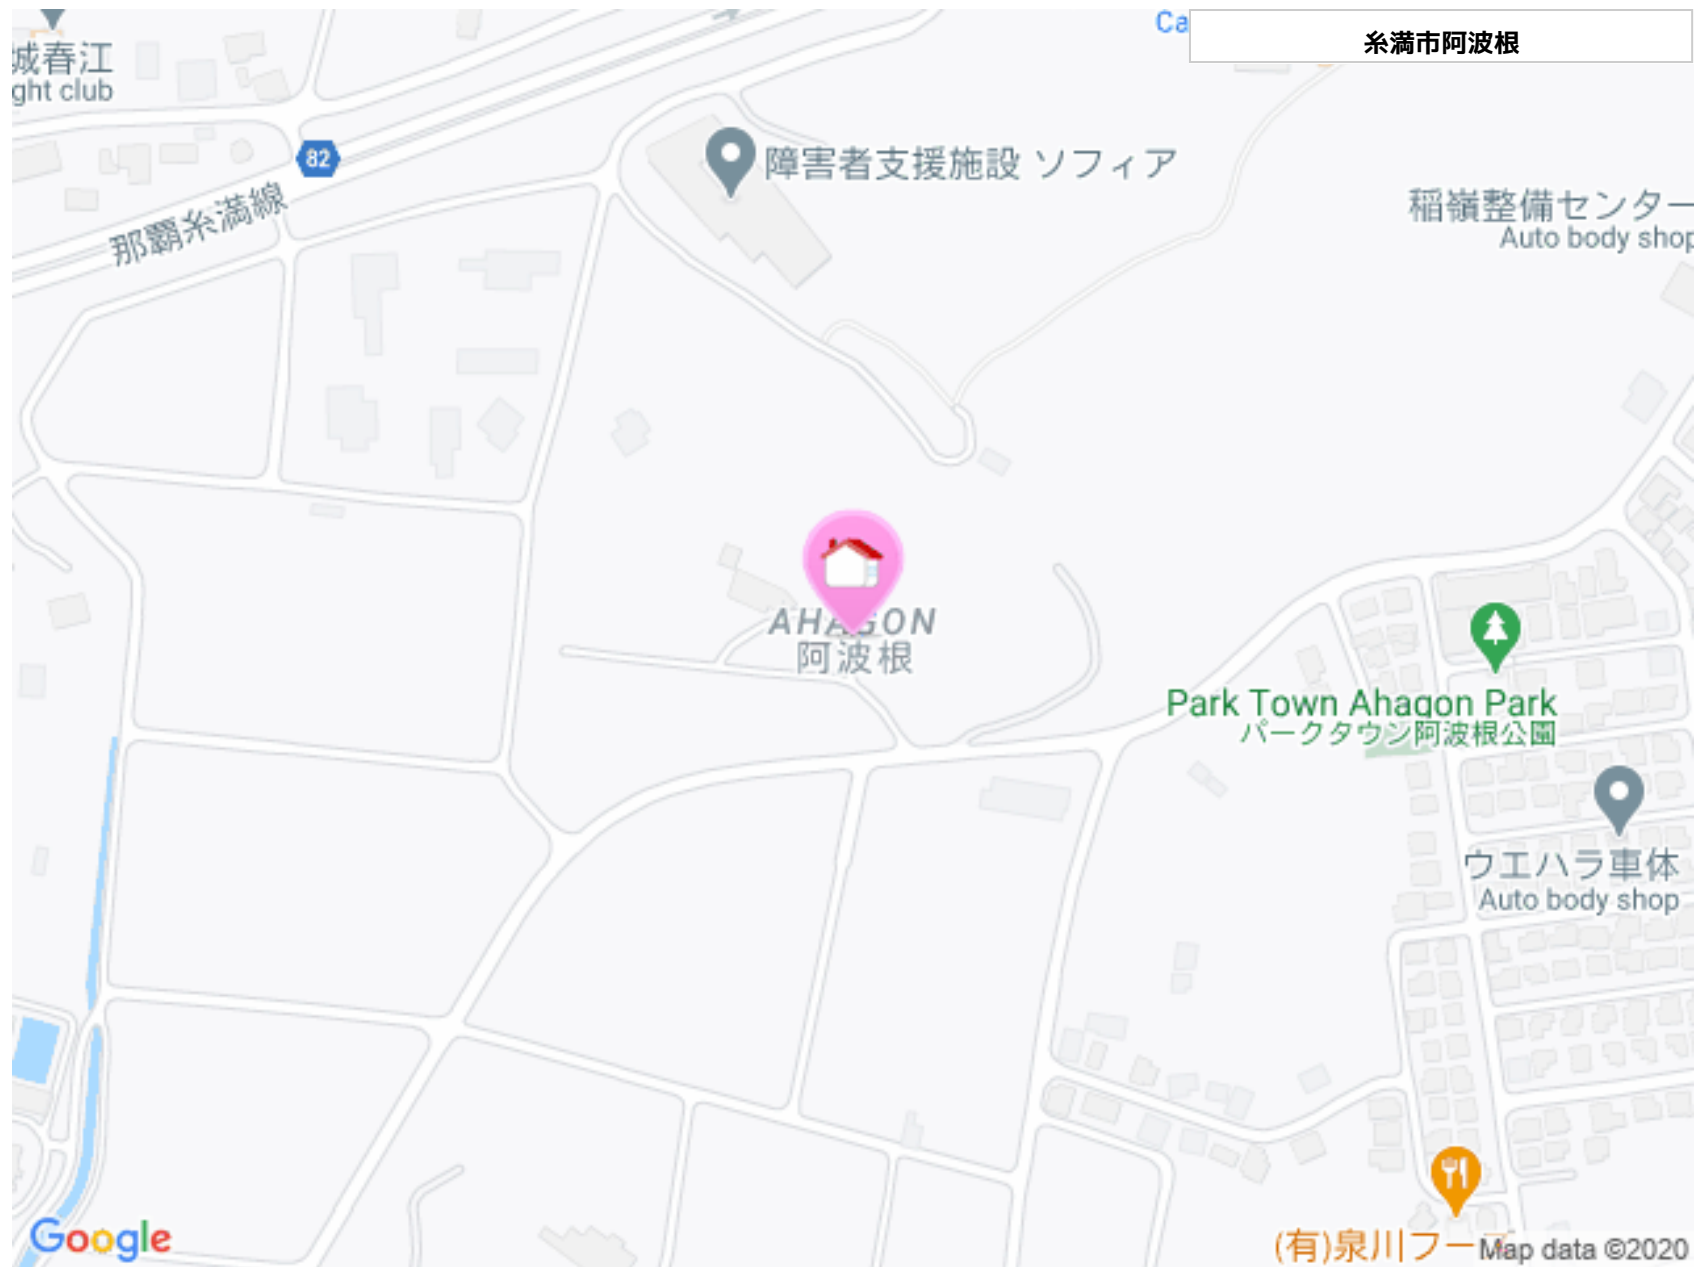 Ca
糸満市阿波根
城春江
ght club
82
障害者支援施設 ソフィア
那覇糸満線
稲嶺整備センター
Auto body shop
AHAGON
阿波根
Park Town Ahagon Park
パークタウン阿波根公園
ウエハラ車体
Auto body shop
(有)泉川フー
Google
Map data ©2020